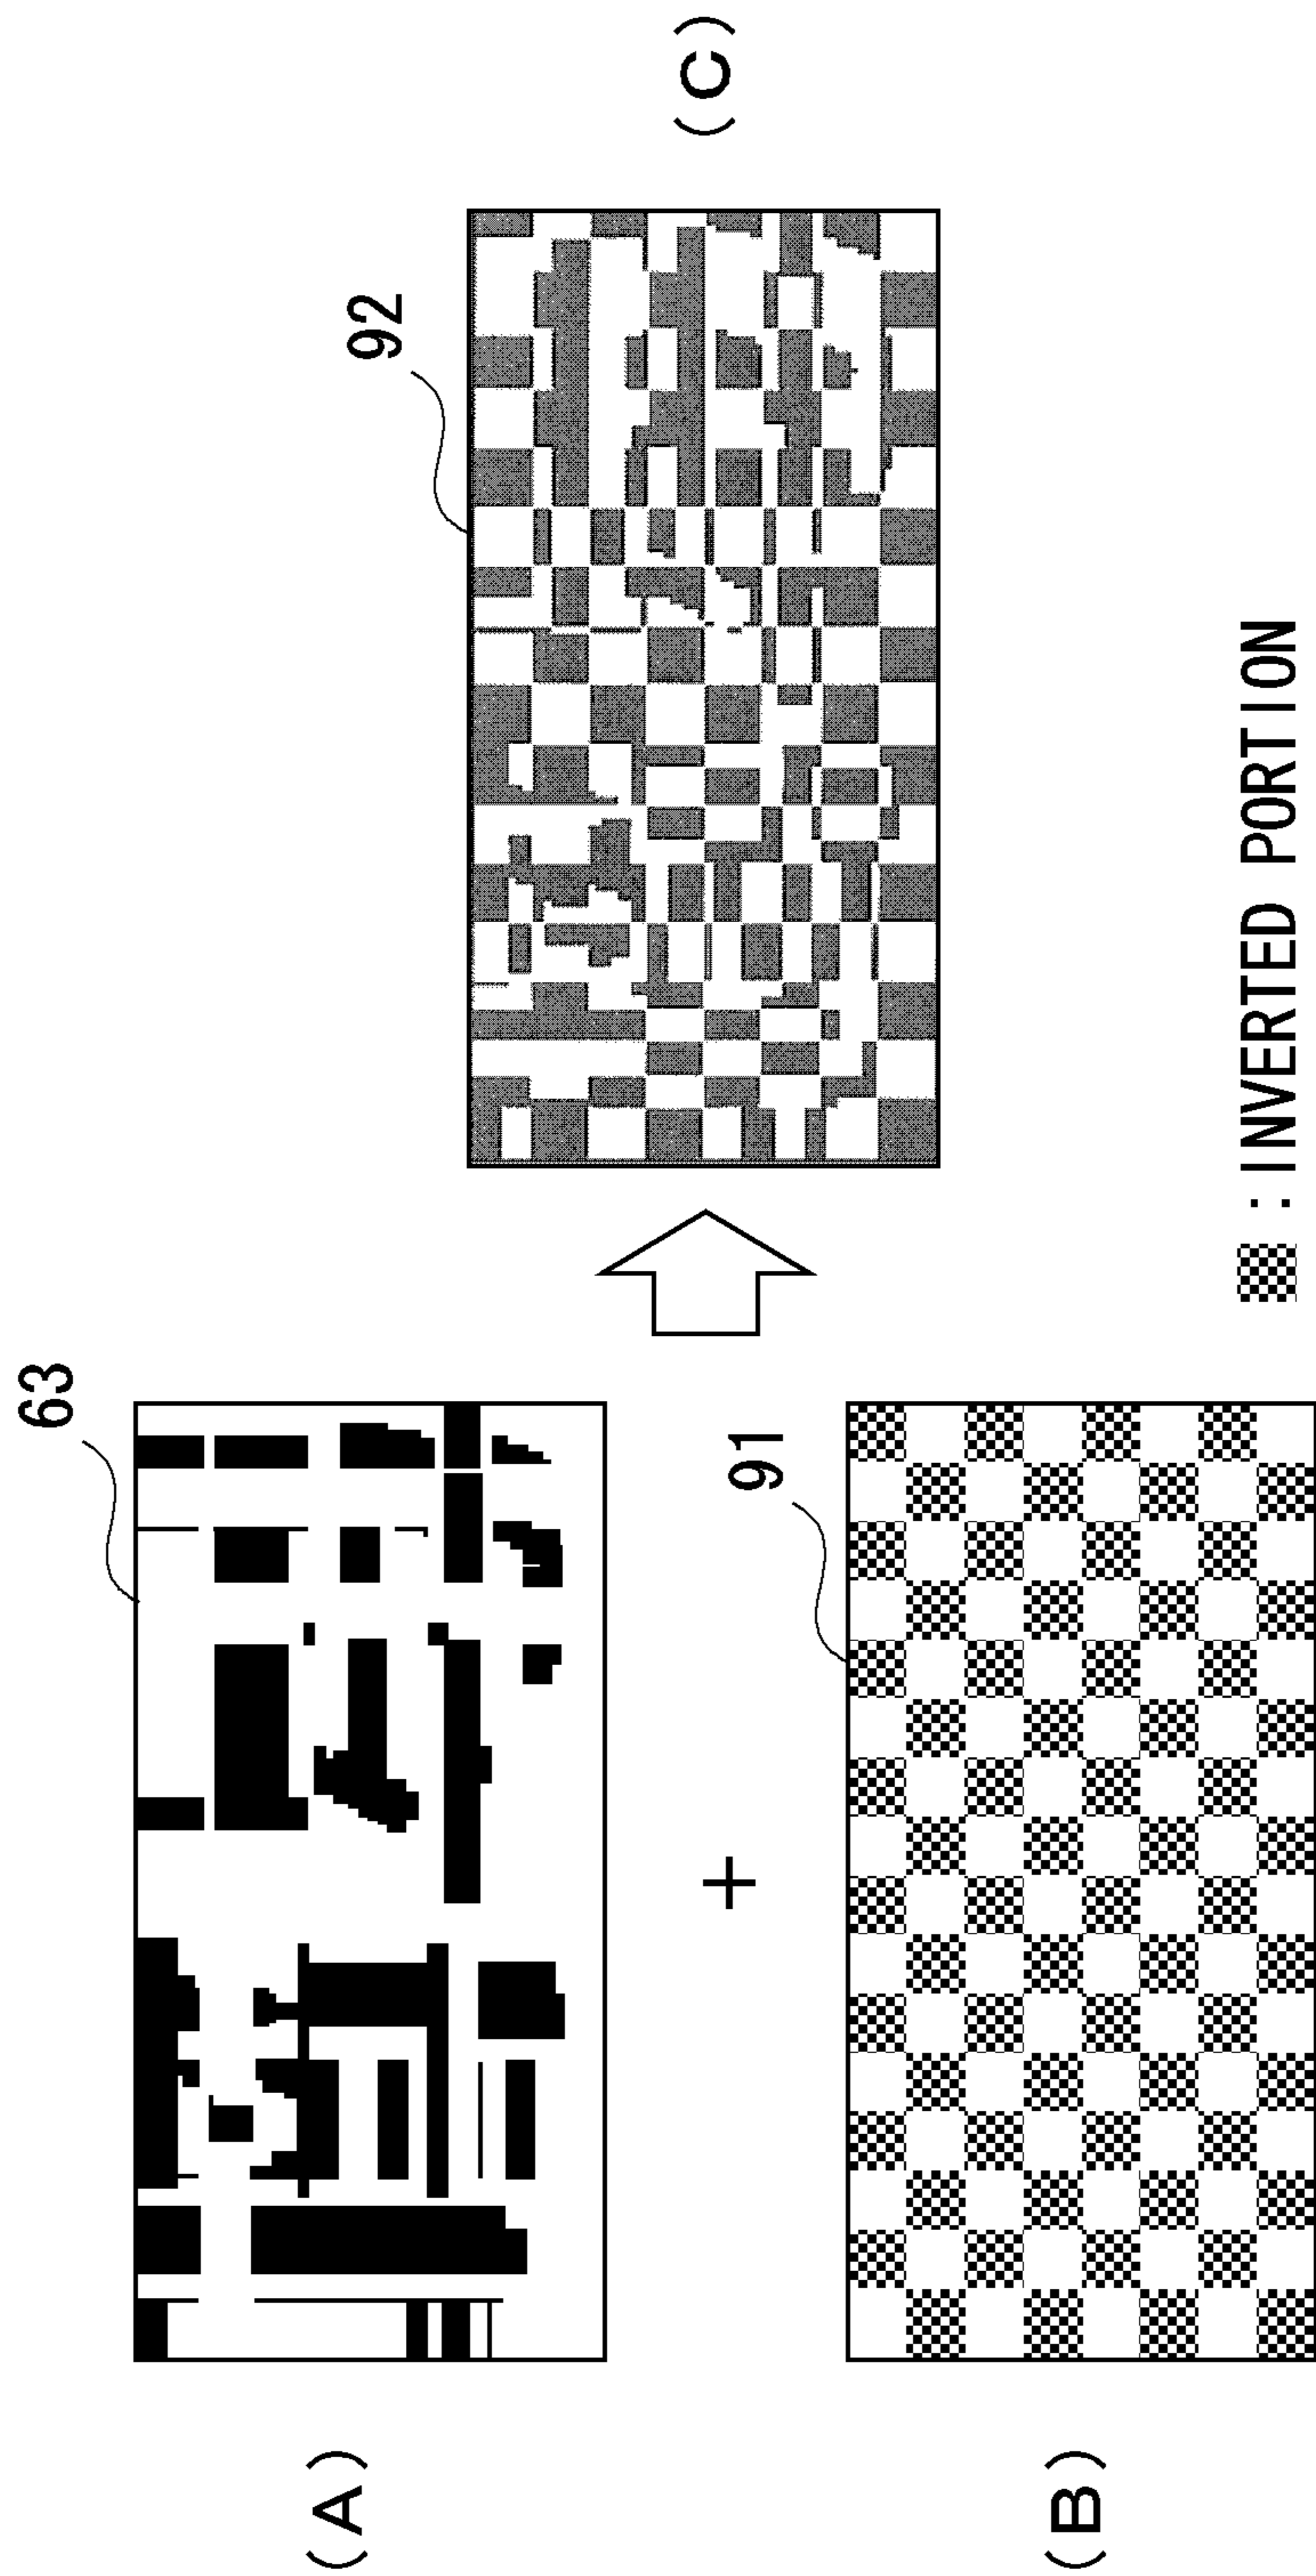 (A)
63
+
(B)
91
(C)
92
: INVERTED PORTION